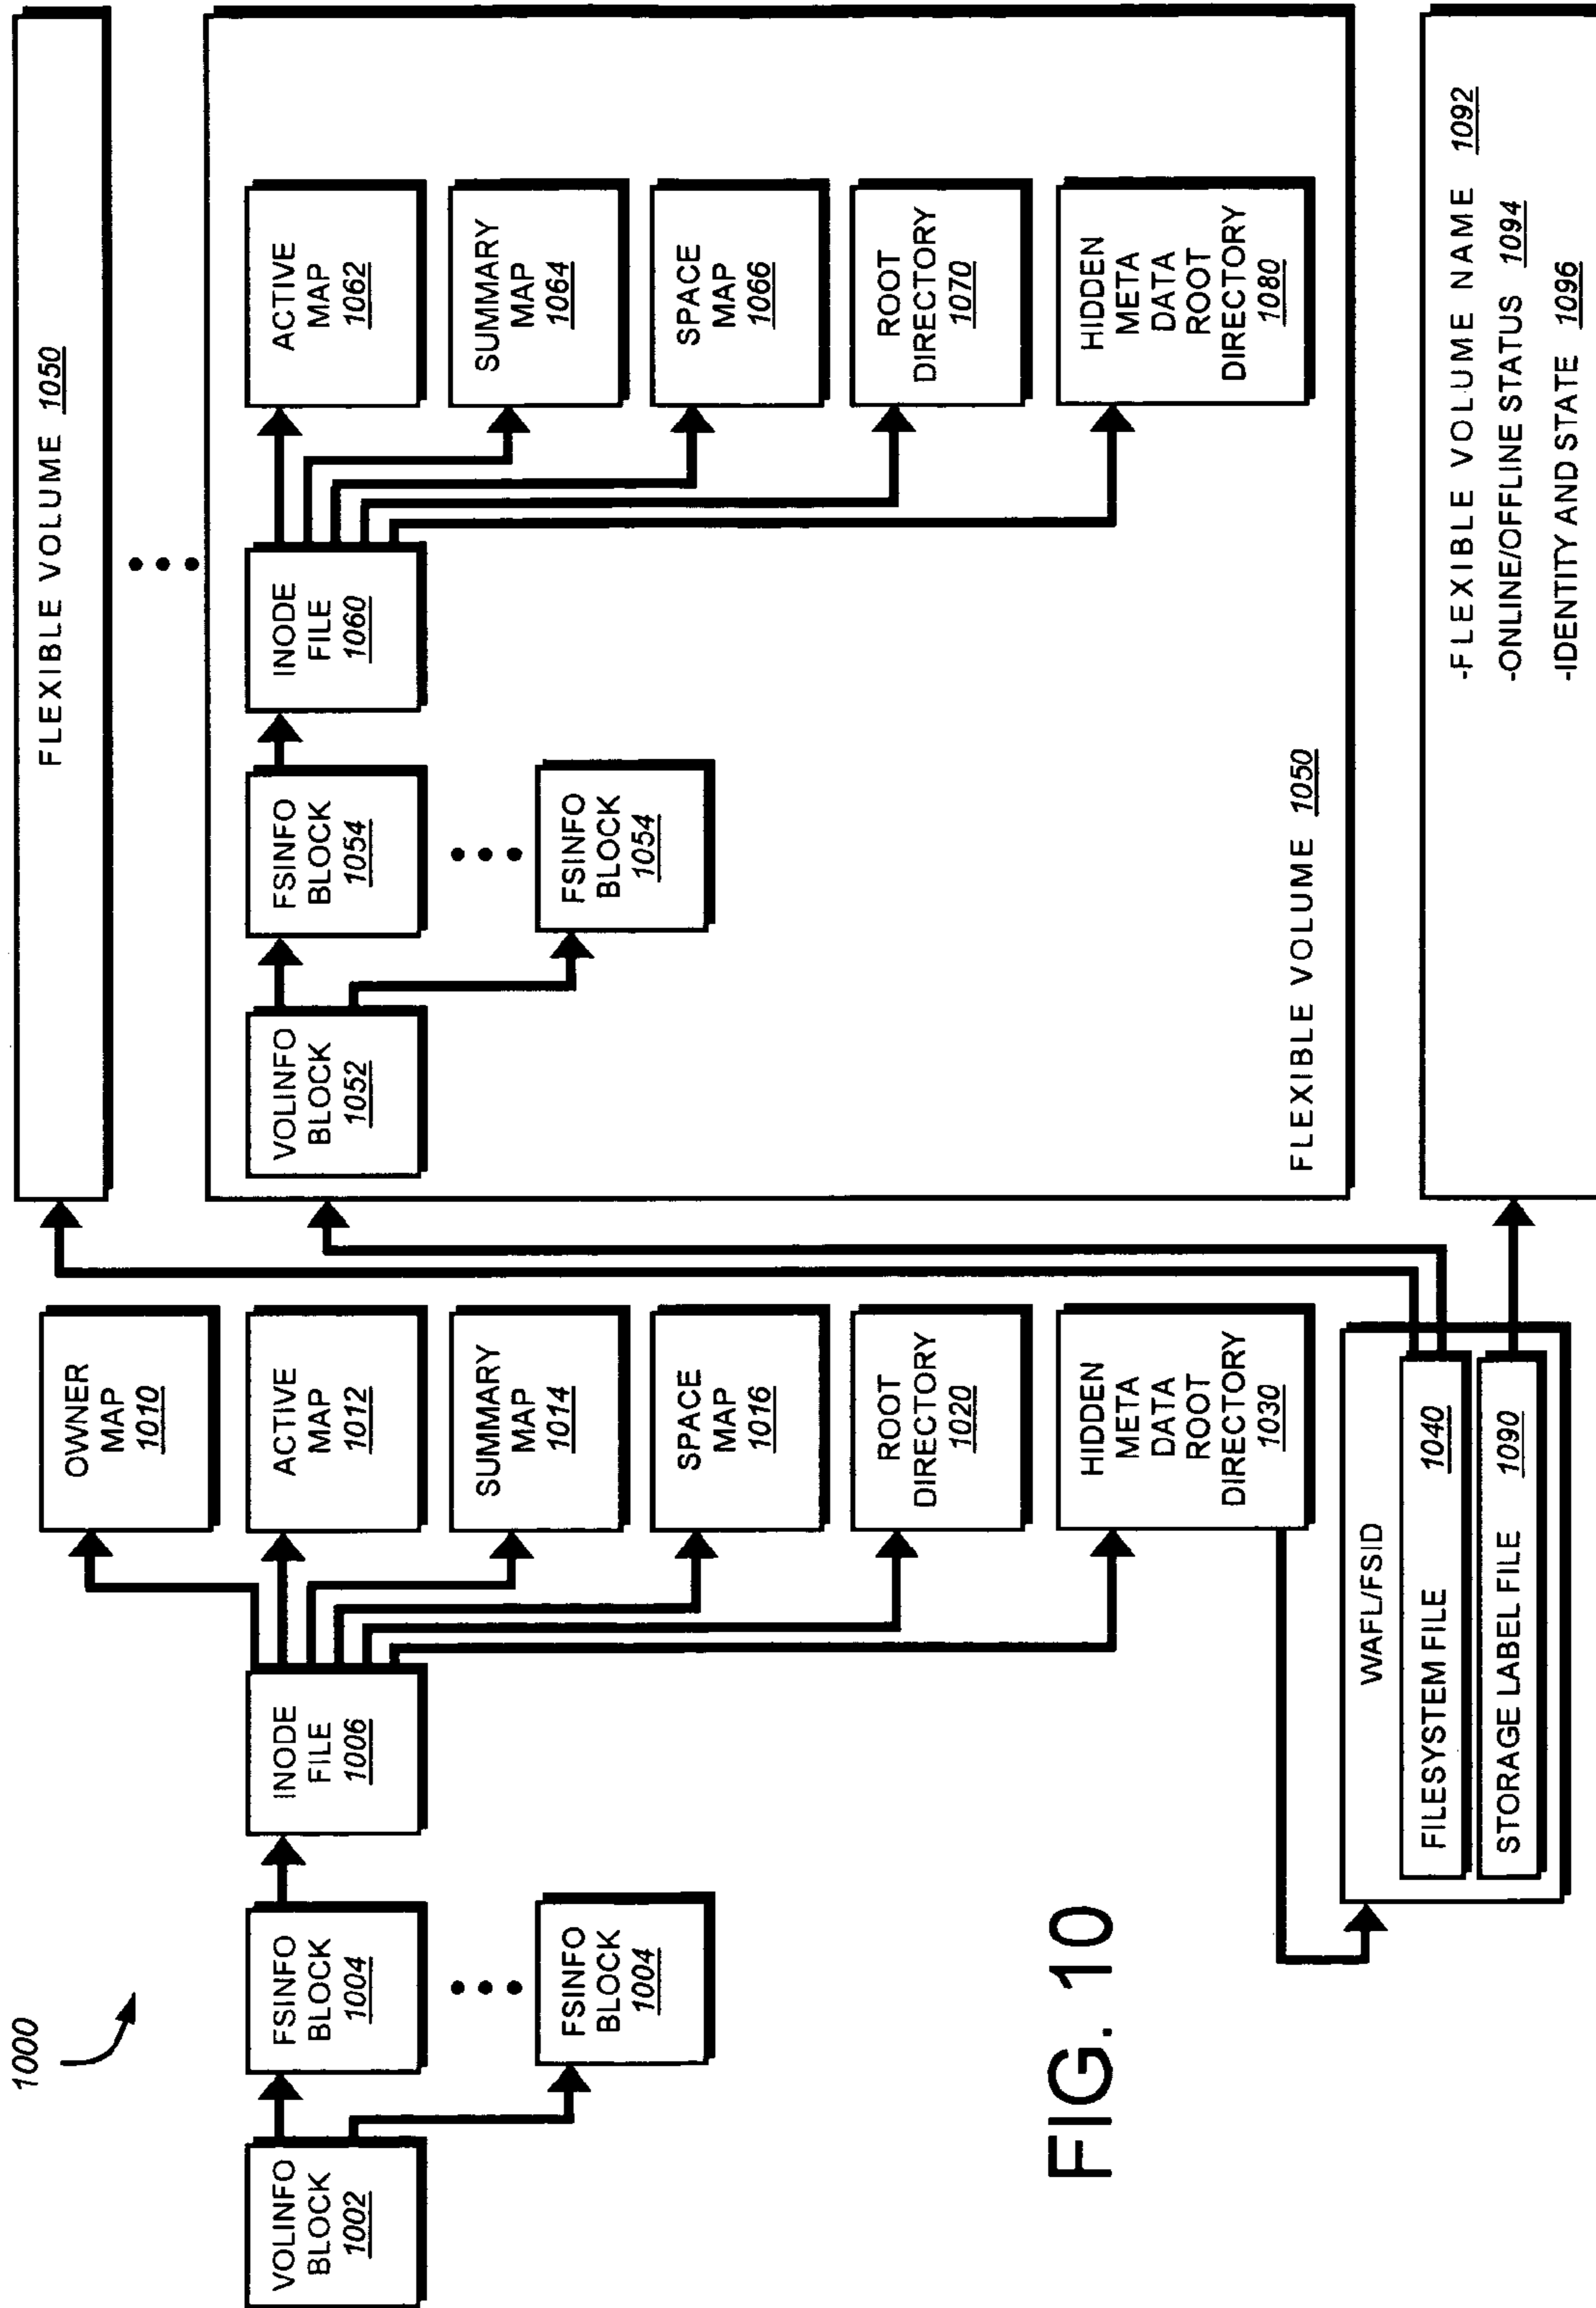 1000
VOLINFO
BLOCK
1002
FSINFO
BLOCK
1004
FSINFO
BLOCK
1004
INODE
FILE
1006
OWNER
MAP
1010
ACTIVE
MAP
1012
SUMMARY
MAP
1014
SPACE
MAP
1016
ROOT
DIRECTORY
1020
HIDDEN
META
DATA
ROOT
DIRECTORY
1030
WAFL/FSID
FILESYSTEM FILE 1040
STORAGE LABEL FILE 1090
FLEXIBLE VOLUME 1050
VOLINFO
BLOCK
1052
FSINFO
BLOCK
1054
FSINFO
BLOCK
1054
INODE
FILE
1060
ACTIVE
MAP
1062
SUMMARY
MAP
1064
SPACE
MAP
1066
ROOT
DIRECTORY
1070
HIDDEN
META
DATA
ROOT
DIRECTORY
1080
FLEXIBLE VOLUME 1050
-FLEXIBLE VOLUME NAME 1092
-ONLINE/OFFLINE STATUS 1094
-IDENTITY AND STATE 1096
FIG. 10